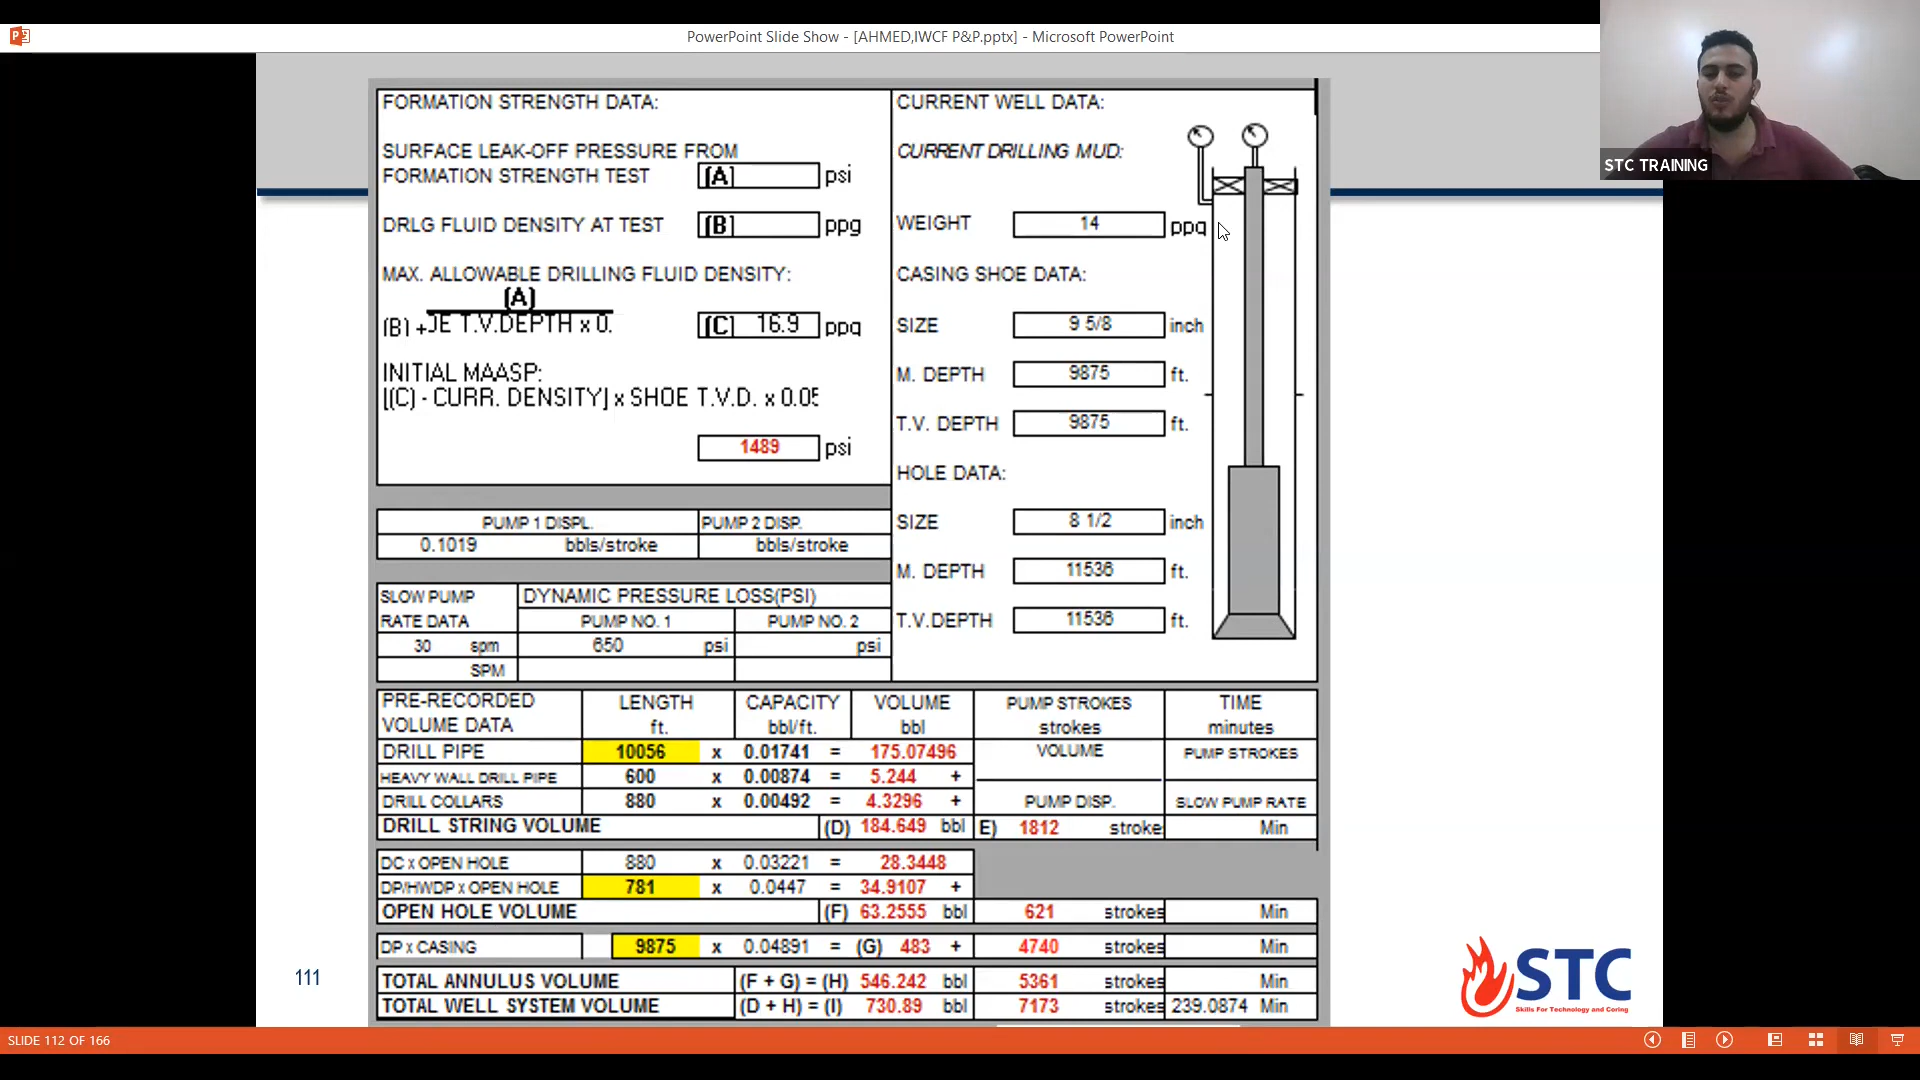 PowerPoint Slide Show - [AHMED,IWCF P&P.pptx] - Microsoft PowerPoint
STC TRAINING
FORMATION STRENGTH DATA:
SURFACE LEAK-OFF PRESSURE FROM
FORMATION STRENGTH TEST (A) psi
DRLG FLUID DENSITY AT TEST (B) ppg
MAX. ALLOWABLE DRILLING FLUID DENSITY:
(A)
(B) + JE T.V.DEPTH x 0. (C) 16.9 ppg
INITIAL MAASP:
[(C) - CURR. DENSITY] x SHOE T.V.D. x 0.05
1489 psi
CURRENT WELL DATA:
CURRENT DRILLING MUD:
WEIGHT 14 ppg
CASING SHOE DATA:
SIZE 9 5/8 inch
M. DEPTH 9875 ft.
T.V. DEPTH 9875 ft.
HOLE DATA:
SIZE 8 1/2 inch
M. DEPTH 11536 ft.
T.V.DEPTH 11536 ft.
PUMP 1 DISPL. PUMP 2 DISP.
0.1019 bbls/stroke bbls/stroke
SLOW PUMP DYNAMIC PRESSURE LOSS(PSI)
RATE DATA PUMP NO. 1 PUMP NO. 2
30 spm 650 psi psi
SPM
PRE-RECORDED LENGTH CAPACITY VOLUME PUMP STROKES TIME
VOLUME DATA ft. bbl/ft. bbl strokes minutes
DRILL PIPE 10056 x 0.01741 = 175.07496 VOLUME PUMP STROKES
HEAVY WALL DRILL PIPE 600 x 0.00874 = 5.244 +
DRILL COLLARS 880 x 0.00492 = 4.3296 + PUMP DISP. SLOW PUMP RATE
DRILL STRING VOLUME (D) 184.649 bbl E) 1812 stroke Min
DC x OPEN HOLE 880 x 0.03221 = 28.3448
DP/HWDP x OPEN HOLE 781 x 0.0447 = 34.9107 +
OPEN HOLE VOLUME (F) 63.2555 bbl 621 strokes Min
DP x CASING 9875 x 0.04891 = (G) 483 + 4740 strokes Min
TOTAL ANNULUS VOLUME (F + G) = (H) 546.242 bbl 5361 strokes Min
TOTAL WELL SYSTEM VOLUME (D + H) = (I) 730.89 bbl 7173 strokes 239.0874 Min
111
STC
Skills For Technology and Coring
SLIDE 112 OF 166